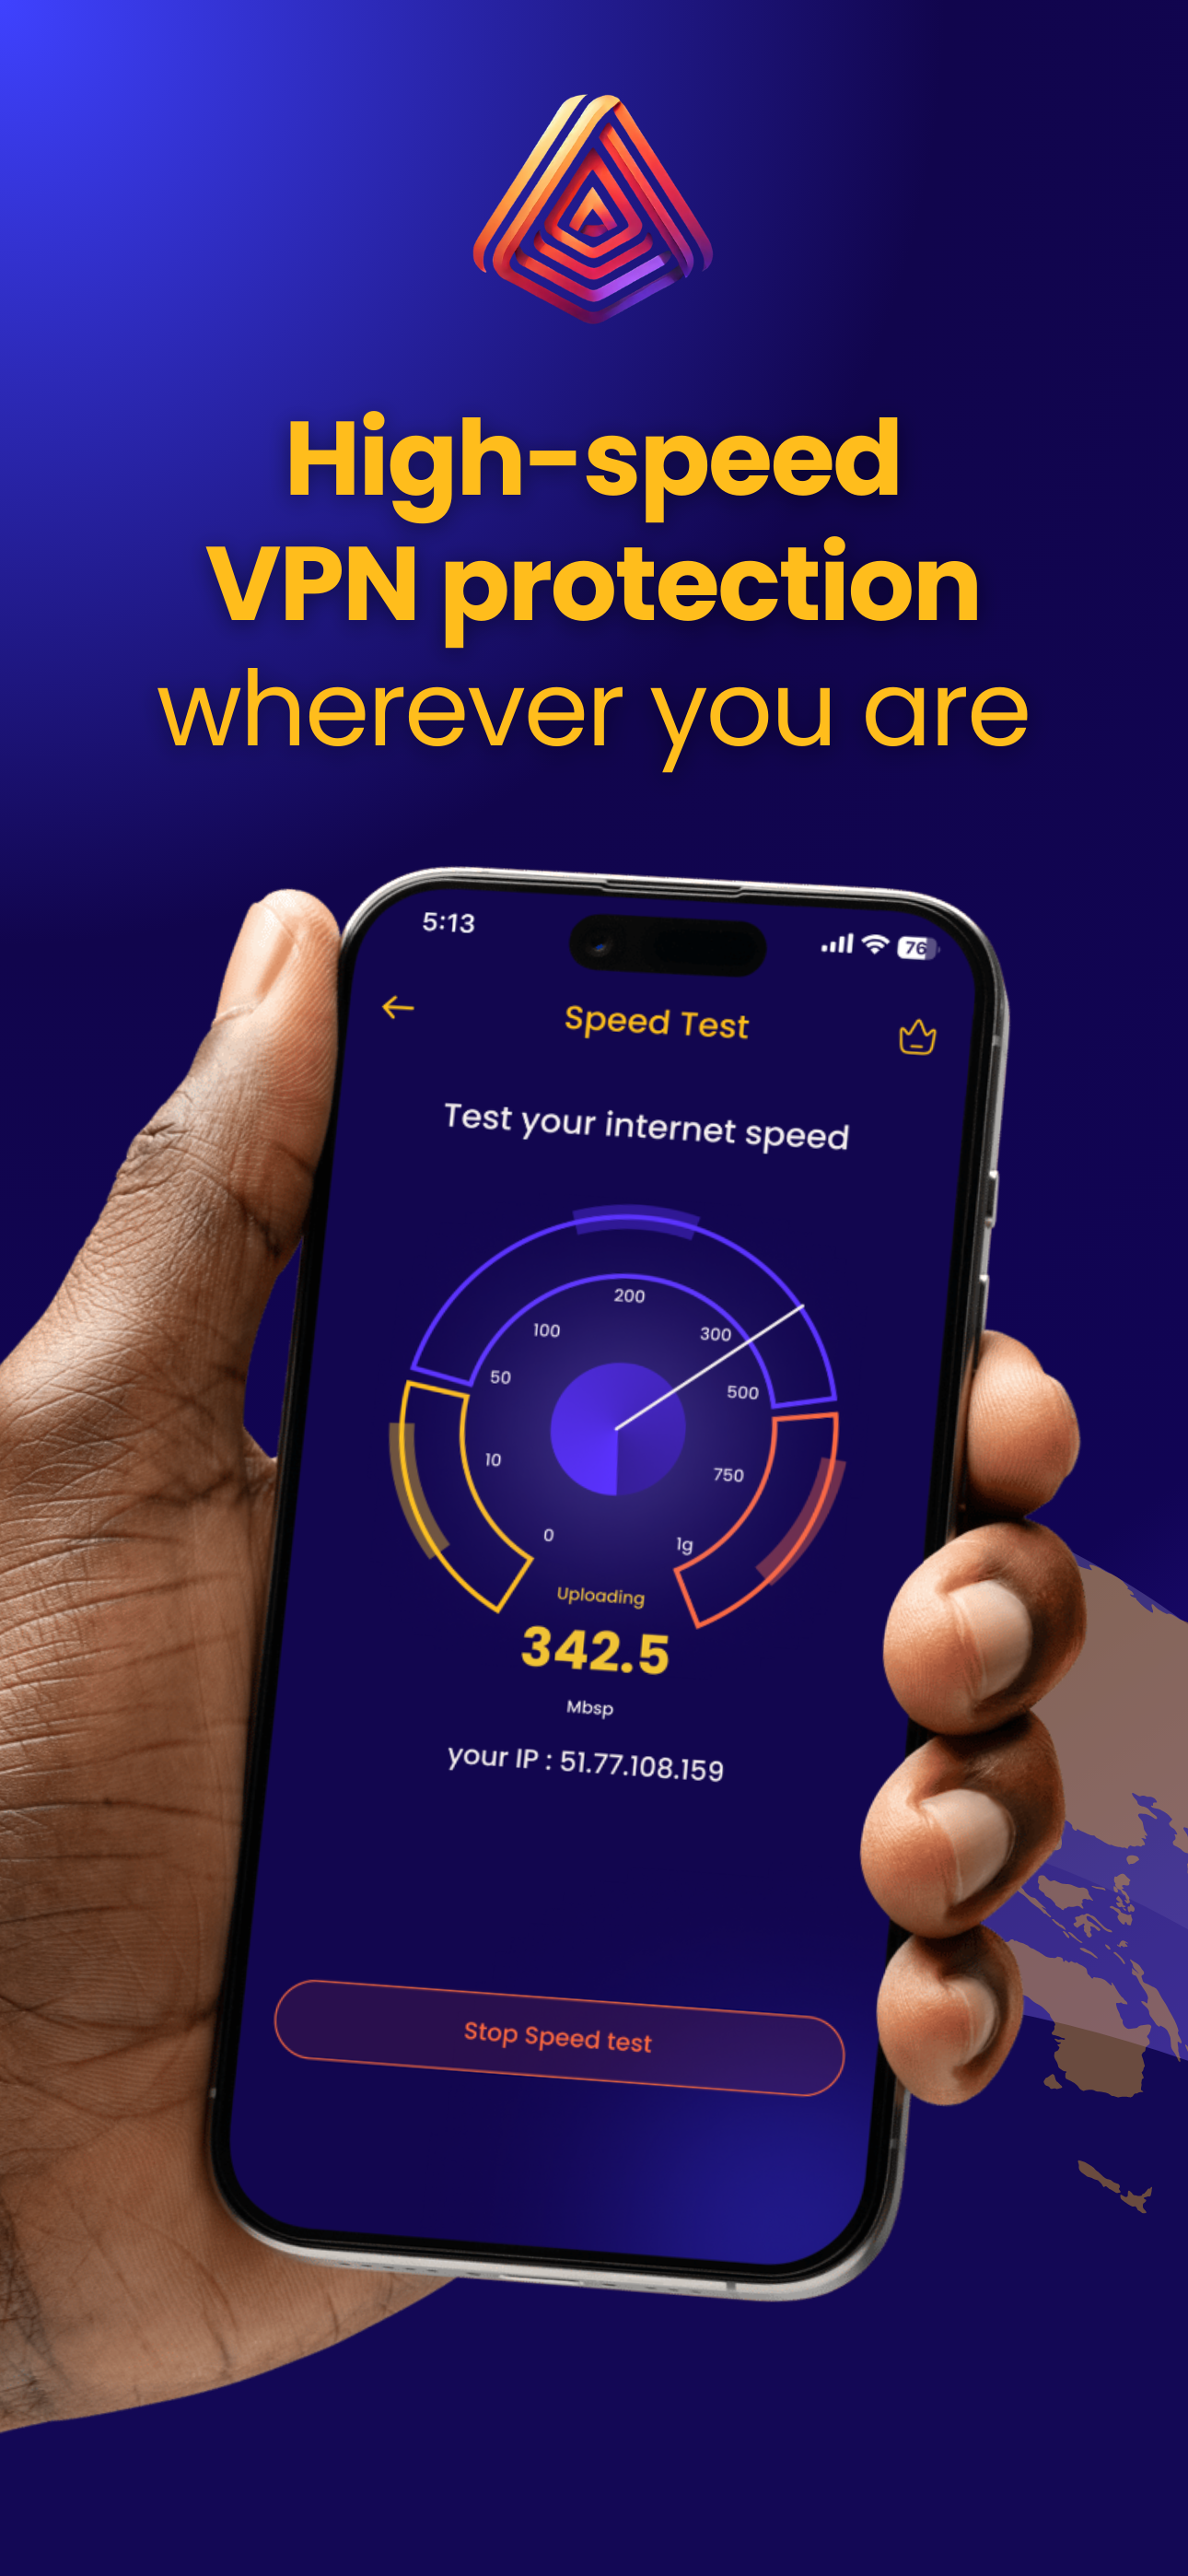 High-speed
VPN protection
wherever you are
5:13
76
Speed Test
Test your internet speed
200
100
300
50
500
10
750
0
1g
Uploading
342.5
Mbsp
your IP : 51.77.108.159
Stop Speed test